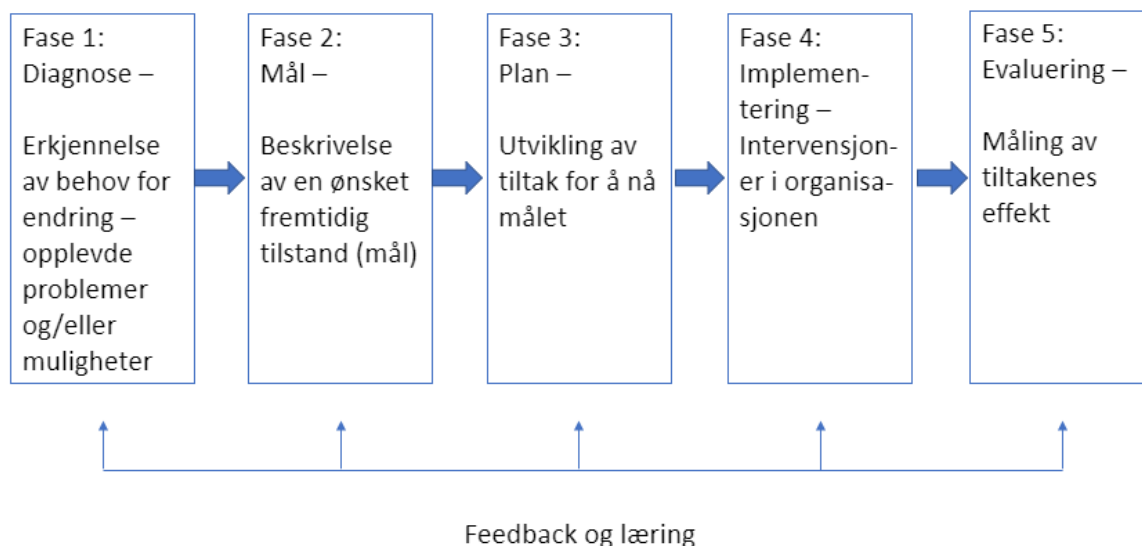 Fase 1:
Diagnose –
Erkjennelse
av behov for
endring –
opplevde
problemer
og/eller
muligheter
Fase 2:
Mål –
Beskrivelse
av en ønsket
fremtidig
tilstand (mål)
Fase 3:
Plan –
Utvikling av
tiltak for å nå
målet
Fase 4:
Implemen-
tering –
Intervensjon-
er i organisa-
sjonen
Fase 5:
Evaluering –
Måling av
tiltakenes
effekt
Feedback og læring